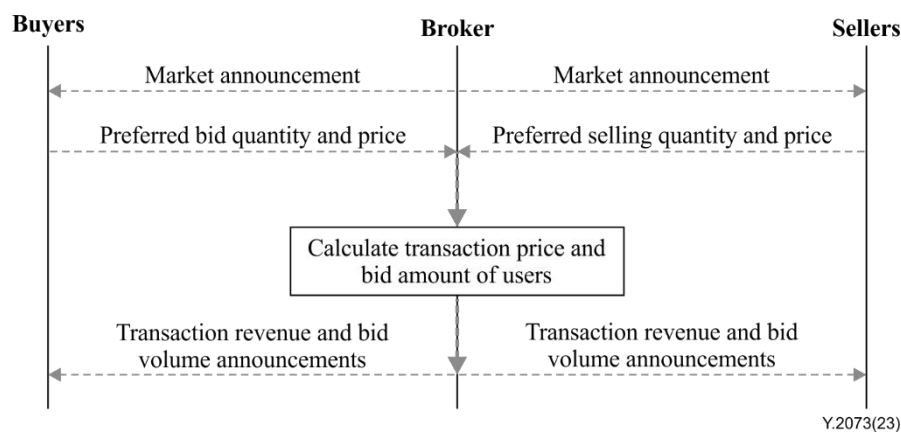 Buyers
Broker
Sellers
Market announcement
Market announcement
Preferred bid quantity and price
Preferred selling quantity and price
Calculate transaction price and
bid amount of users
Transaction revenue and bid
volume announcements
Transaction revenue and bid
volume announcements
Y.2073(23)